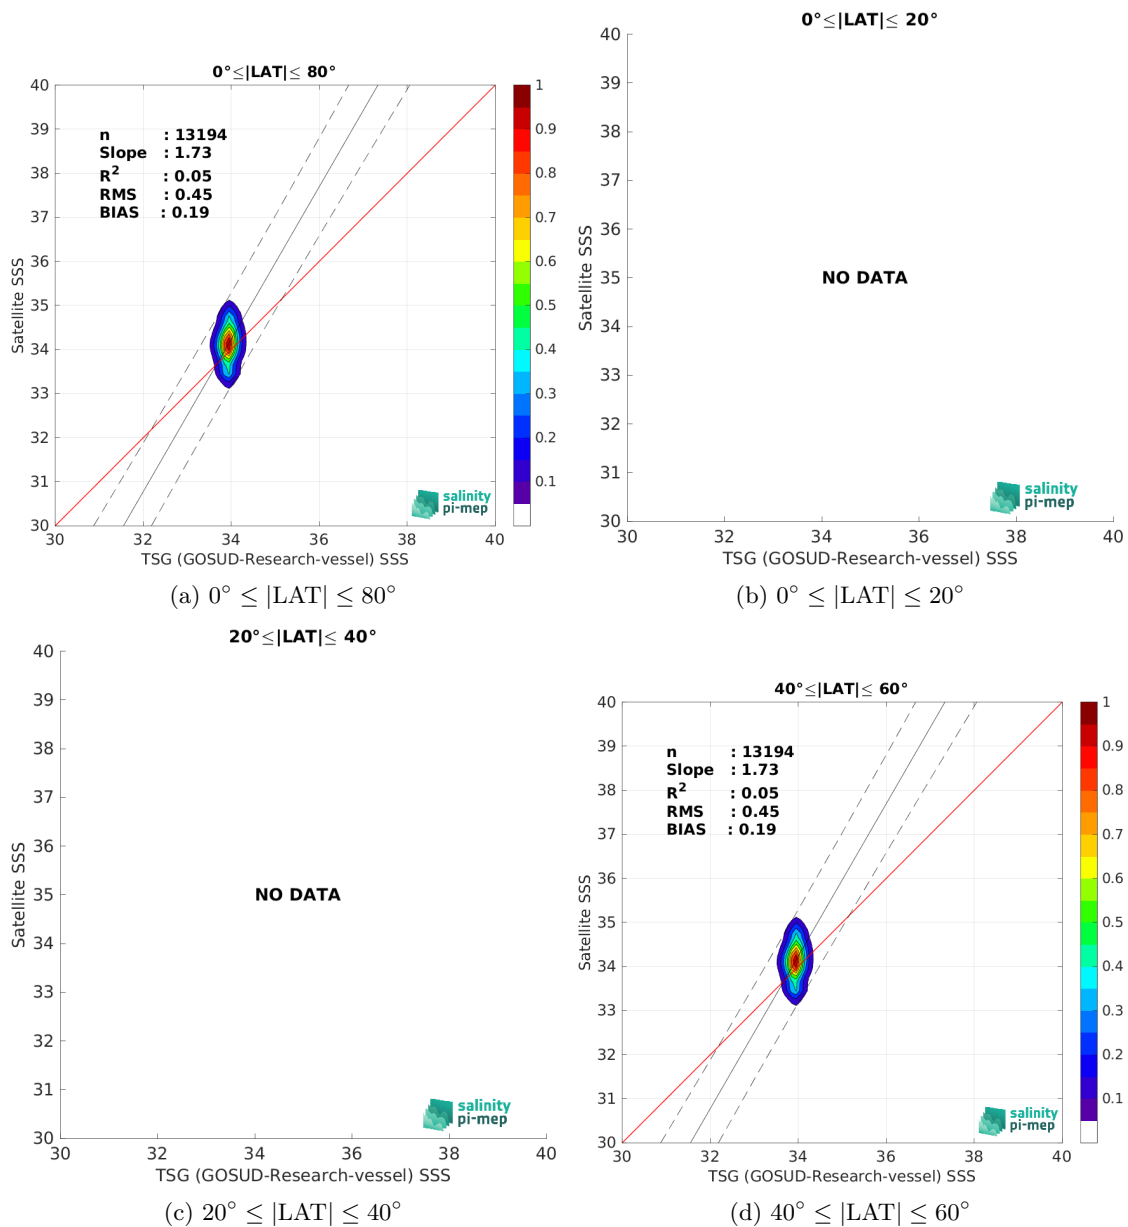 0°≤|LAT|≤ 80°
n : 13194
Slope : 1.73
R² : 0.05
RMS : 0.45
BIAS : 0.19
40
39
38
37
36
35
34
33
32
31
30
Satellite SSS
30 32 34 36 38 40
TSG (GOSUD-Research-vessel) SSS
1
0.9
0.8
0.7
0.6
0.5
0.4
0.3
0.2
0.1
salinity
pi-mep
(a) 0° ≤ |LAT| ≤ 80°
0°≤|LAT|≤ 20°
40
39
38
37
36
35
34
33
32
31
30
Satellite SSS
NO DATA
30 32 34 36 38 40
TSG (GOSUD-Research-vessel) SSS
salinity
pi-mep
(b) 0° ≤ |LAT| ≤ 20°
20°≤|LAT|≤ 40°
40
39
38
37
36
35
34
33
32
31
30
Satellite SSS
NO DATA
30 32 34 36 38 40
TSG (GOSUD-Research-vessel) SSS
salinity
pi-mep
(c) 20° ≤ |LAT| ≤ 40°
40°≤|LAT|≤ 60°
n : 13194
Slope : 1.73
R² : 0.05
RMS : 0.45
BIAS : 0.19
40
39
38
37
36
35
34
33
32
31
30
Satellite SSS
30 32 34 36 38 40
TSG (GOSUD-Research-vessel) SSS
1
0.9
0.8
0.7
0.6
0.5
0.4
0.3
0.2
0.1
salinity
pi-mep
(d) 40° ≤ |LAT| ≤ 60°